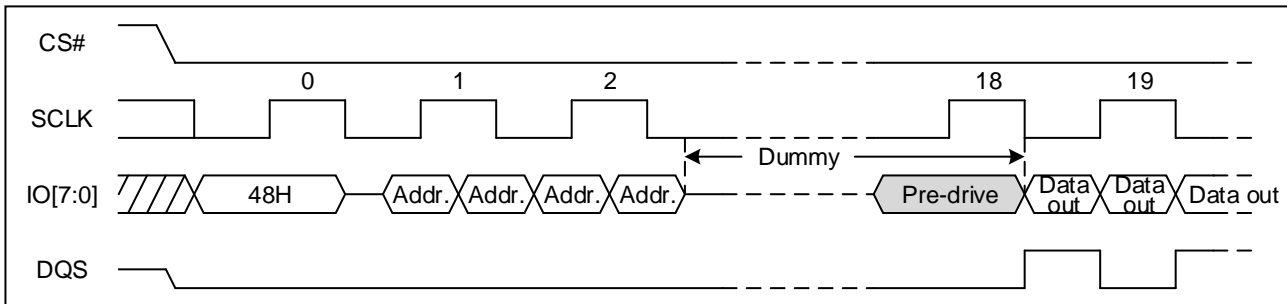 CS#
0 1 2 18 19
SCLK
Dummy
IO[7:0] 48H Addr. Addr. Addr. Addr. Pre-drive Data out Data out Data out
DQS